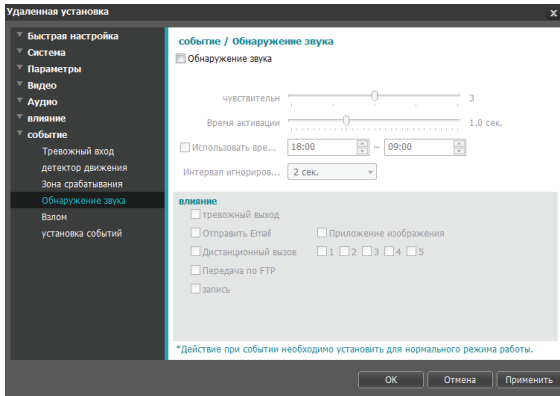 Удаленная установка
x
Быстрая настройка
Система
Параметры
Видео
Аудио
влияние
событие
Тревожный вход
детектор движения
Зона срабатывания
Обнаружение звука
Взлом
установка событий
событие / Обнаружение звука
Обнаружение звука
чувствительн 3
Время активации 1.0 сек.
Использовать вре... 18:00 ~ 09:00
Интервал игнориров... 2 сек.
влияние
тревожный выход
Отправить Email Приложение изображения
Дистанционный вызов 1 2 3 4 5
Передача по FTP
запись
*Действие при событии необходимо установить для нормального режима работы.
OK Отмена Применить